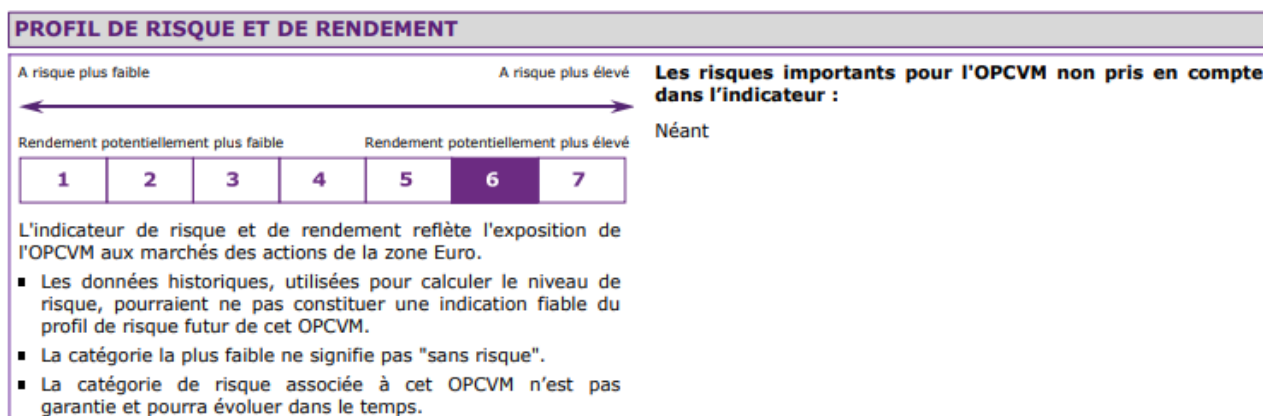 PROFIL DE RISQUE ET DE RENDEMENT
A risque plus faible A risque plus élevé
Rendement potentiellement plus faible Rendement potentiellement plus élevé
1 2 3 4 5 6 7
L'indicateur de risque et de rendement reflète l'exposition de
l'OPCVM aux marchés des actions de la zone Euro.
▪ Les données historiques, utilisées pour calculer le niveau de
risque, pourraient ne pas constituer une indication fiable du
profil de risque futur de cet OPCVM.
▪ La catégorie la plus faible ne signifie pas "sans risque".
▪ La catégorie de risque associée à cet OPCVM n’est pas
garantie et pourra évoluer dans le temps.
Les risques importants pour l'OPCVM non pris en compte
dans l’indicateur :
Néant